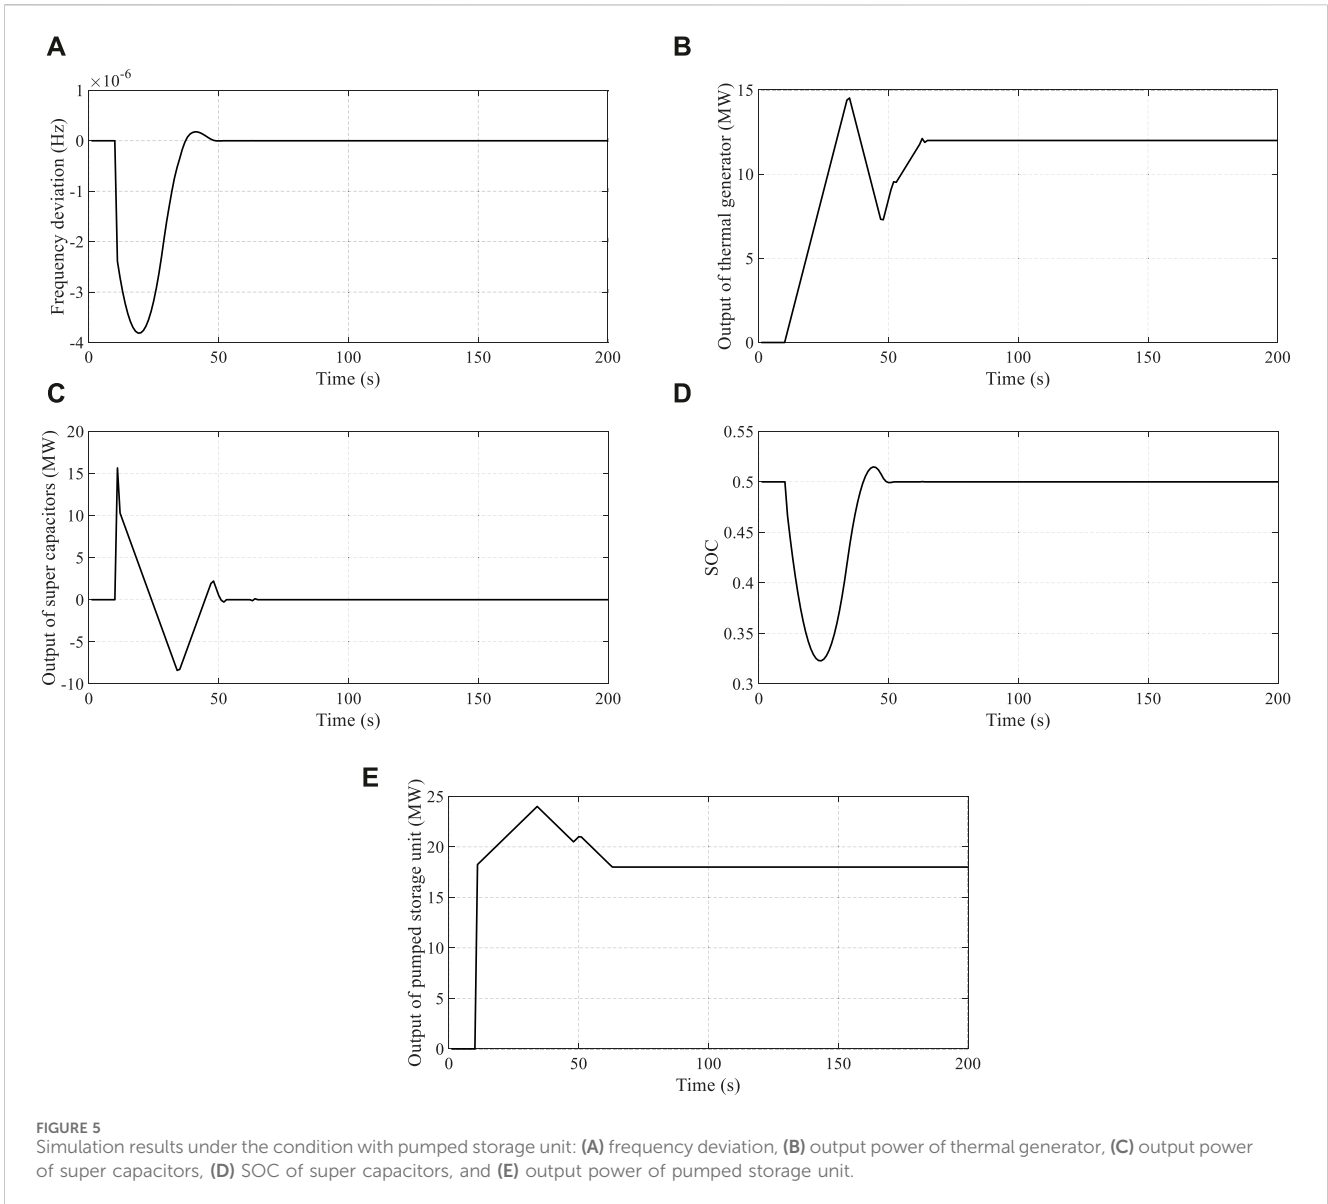 A
×10-6
1
0
-1
-2
-3
-4
Frequency deviation (Hz)
0 50 100 150 200
Time (s)
B
15
10
5
0
Output of thermal generator (MW)
0 50 100 150 200
Time (s)
C
20
15
10
5
0
-5
-10
Output of super capacitors (MW)
0 50 100 150 200
Time (s)
D
0.55
0.5
0.45
0.4
0.35
0.3
SOC
0 50 100 150 200
Time (s)
E
25
20
15
10
5
0
Output of pumped storage unit (MW)
0 50 100 150 200
Time (s)
FIGURE 5
Simulation results under the condition with pumped storage unit: (A) frequency deviation, (B) output power of thermal generator, (C) output power
of super capacitors, (D) SOC of super capacitors, and (E) output power of pumped storage unit.